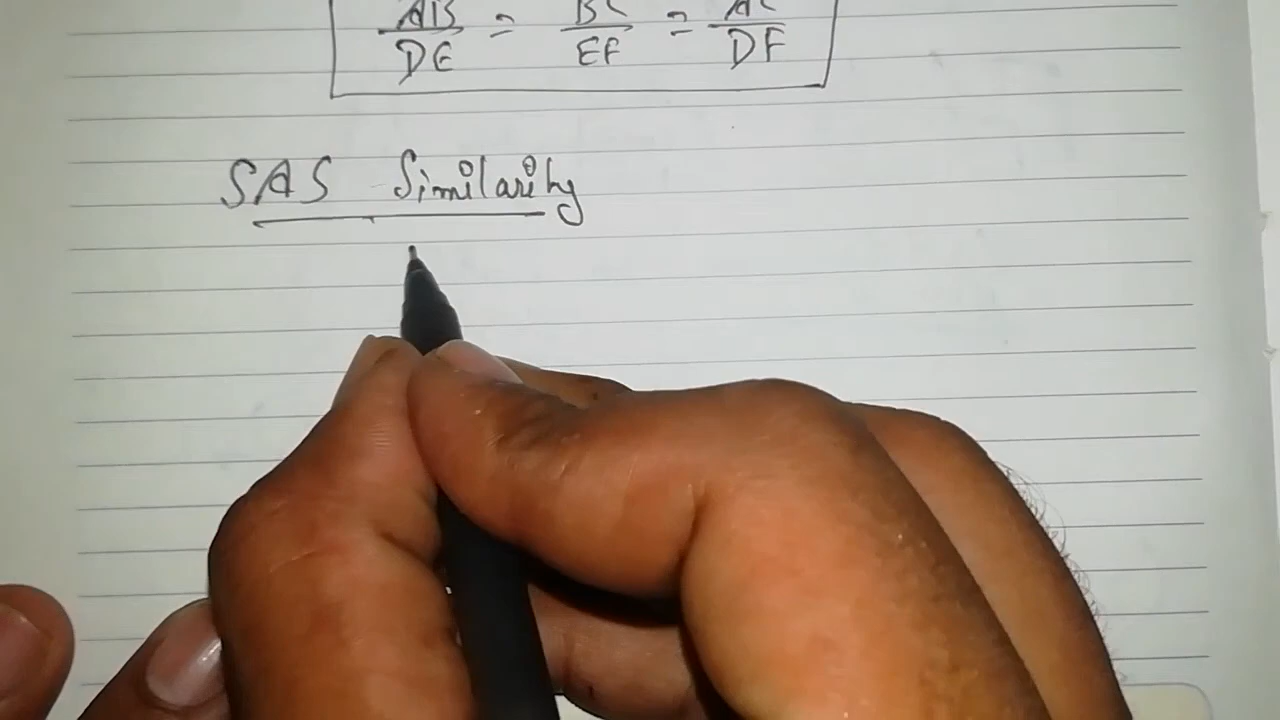 AB/DE = BC/EF = AC/DF
SAS Similarity